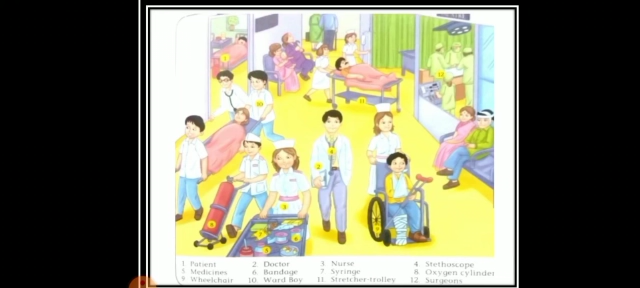 1 Patient 2. Doctor 3. Nurse 4. Stethoscope
5 Medicines 6. Bandage 7 Syringe 8 Oxygen cylinder
9 Wheelchair 10 Ward Boy 11 Stretcher-trolley 12 Surgeons